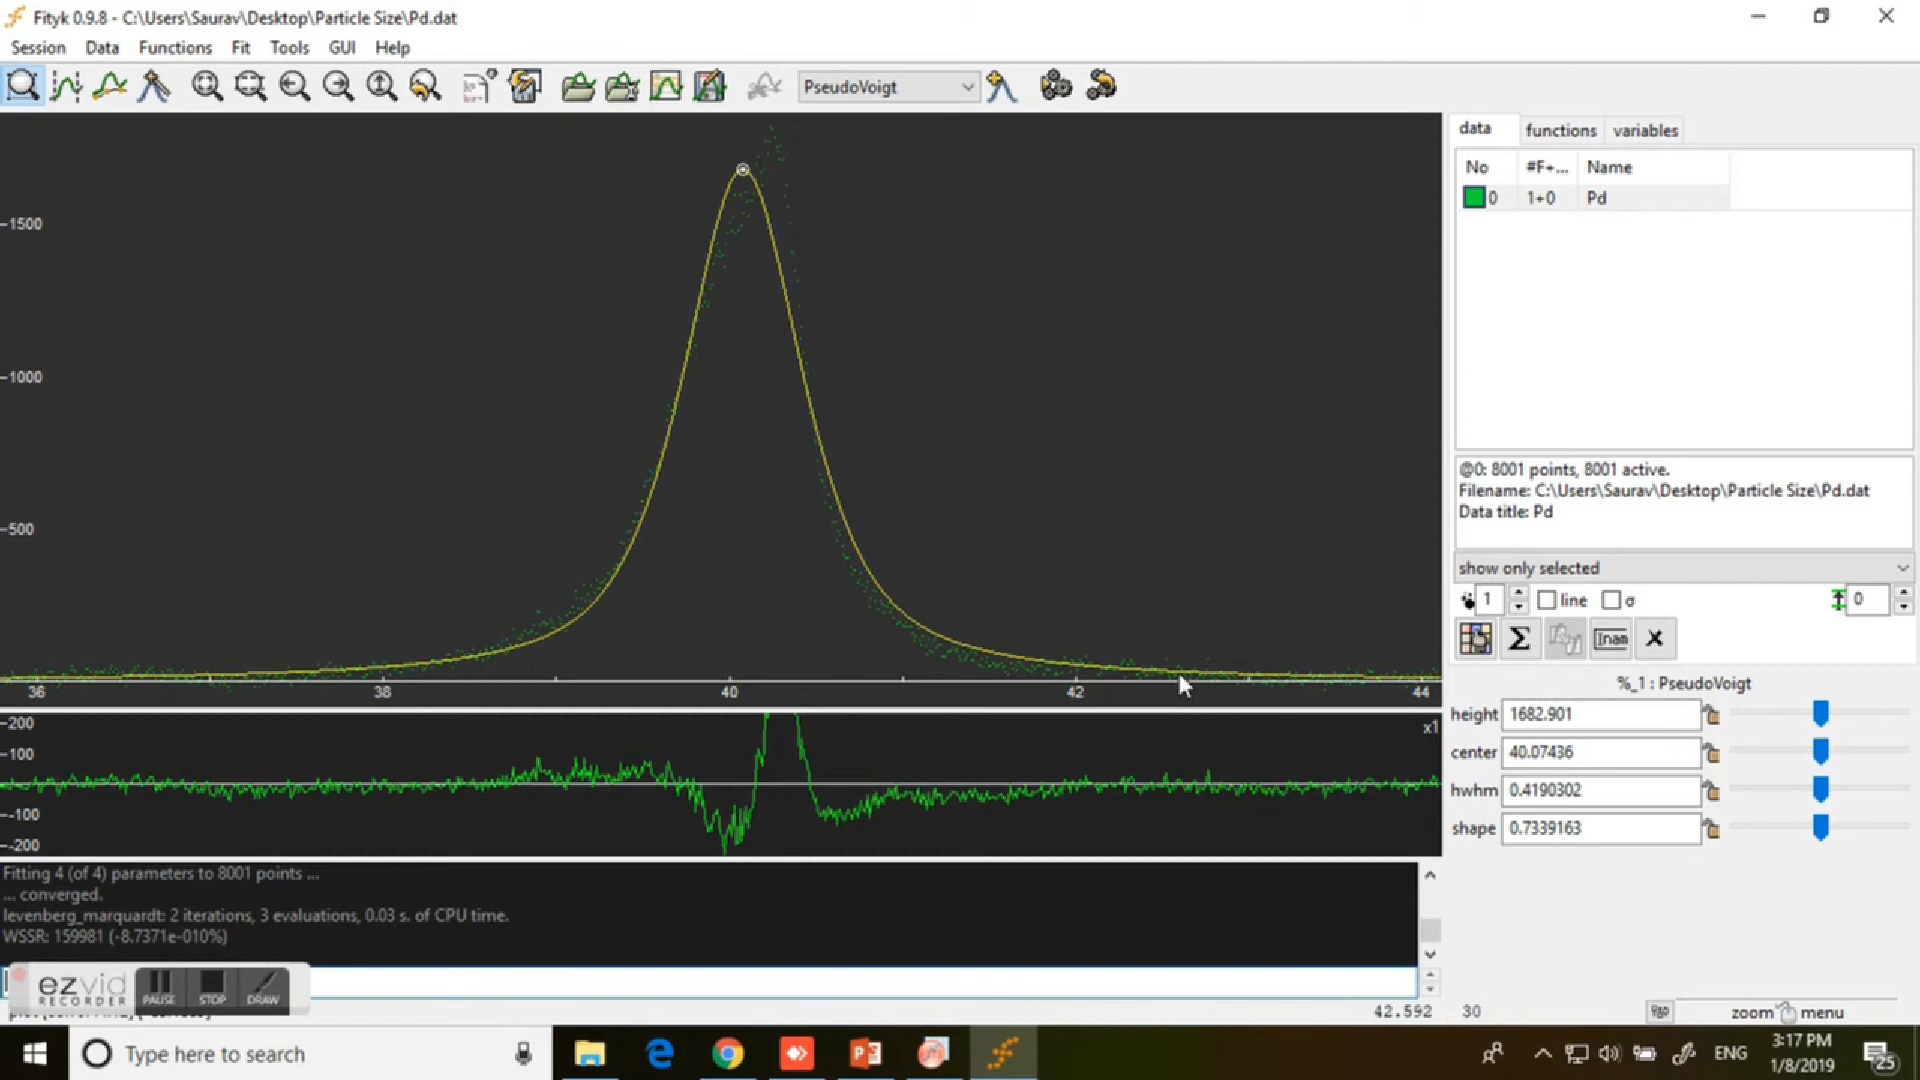 Fityk 0.9.8 - C:\Users\Saurav\Desktop\Particle Size\Pd.dat
Session Data Functions Fit Tools GUI Help
PseudoVoigt
1500
1000
500
36 38 40 42 44
200
100
-100
-200
x1
data functions variables
No #F+... Name
0 1+0 Pd
@0: 8001 points, 8001 active.
Filename: C:\Users\Saurav\Desktop\Particle Size\Pd.dat
Data title: Pd
show only selected
1 line σ 0
%_1 : PseudoVoigt
height 1682.901
center 40.07436
hwhm 0.4190302
shape 0.7339163
Fitting 4 (of 4) parameters to 8001 points ...
... converged.
levenberg_marquardt: 2 iterations, 3 evaluations, 0.03 s. of CPU time.
WSSR: 159981 (-8.7371e-010%)
ezvid
RECORDER
PAUSE STOP DRAW
42.592 30
zoom menu
Type here to search
ENG
3:17 PM
1/8/2019
25